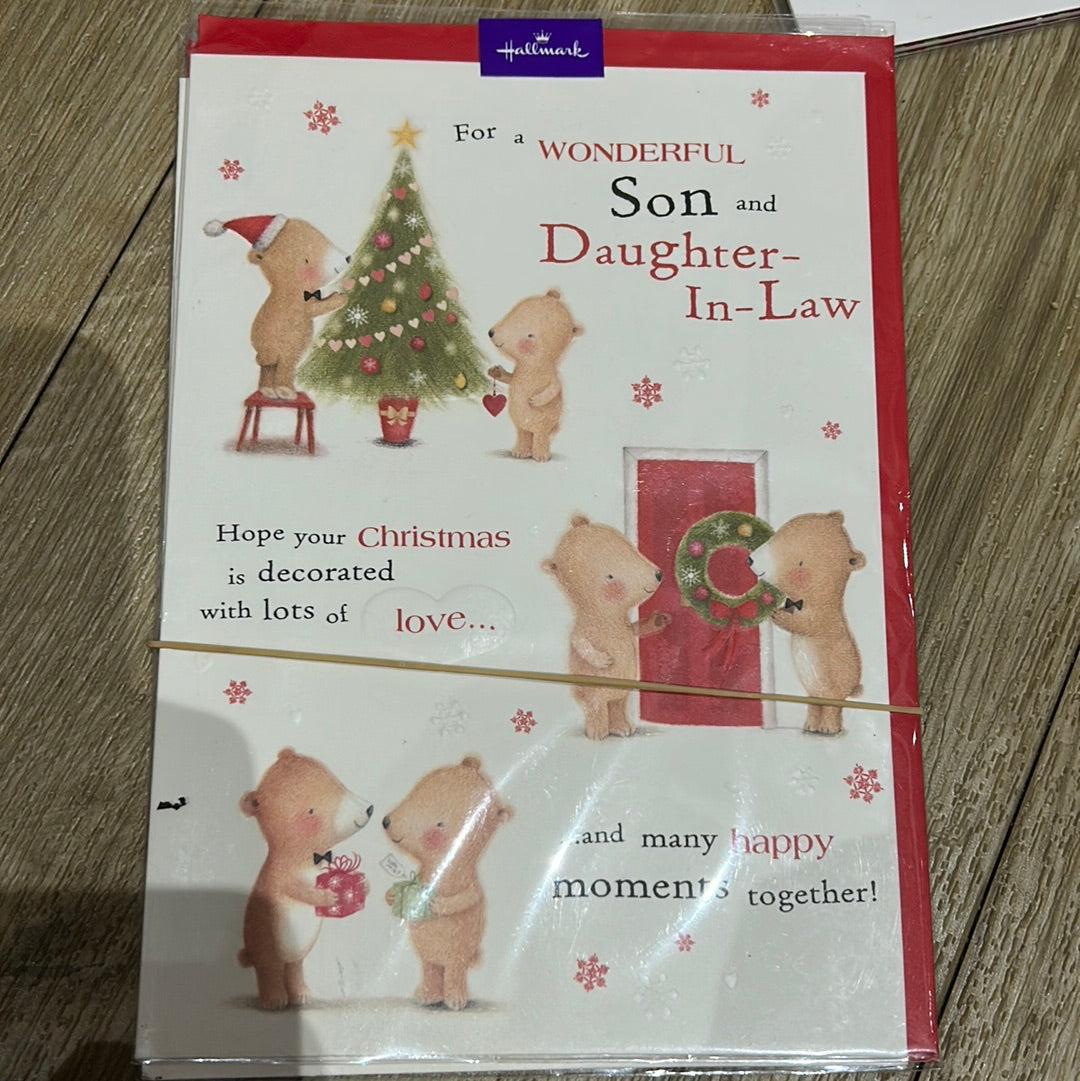 Hallmark
For a WONDERFUL
Son and
Daughter-
In-Law
Hope your Christmas
is decorated
with lots of love...
...and many happy
moments together!